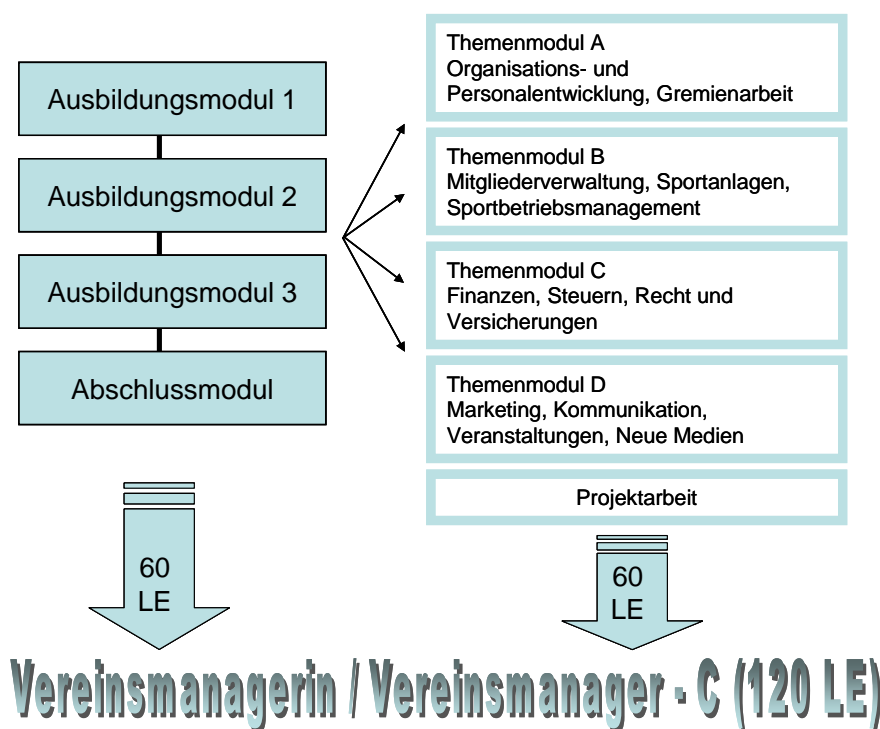 Ausbildungsmodul 1
Ausbildungsmodul 2
Ausbildungsmodul 3
Abschlussmodul
60
LE
Themenmodul A
Organisations- und
Personalentwicklung, Gremienarbeit
Themenmodul B
Mitgliederverwaltung, Sportanlagen,
Sportbetriebsmanagement
Themenmodul C
Finanzen, Steuern, Recht und
Versicherungen
Themenmodul D
Marketing, Kommunikation,
Veranstaltungen, Neue Medien
Projektarbeit
60
LE
Vereinsmanagerin / Vereinsmanager - C (120 LE)